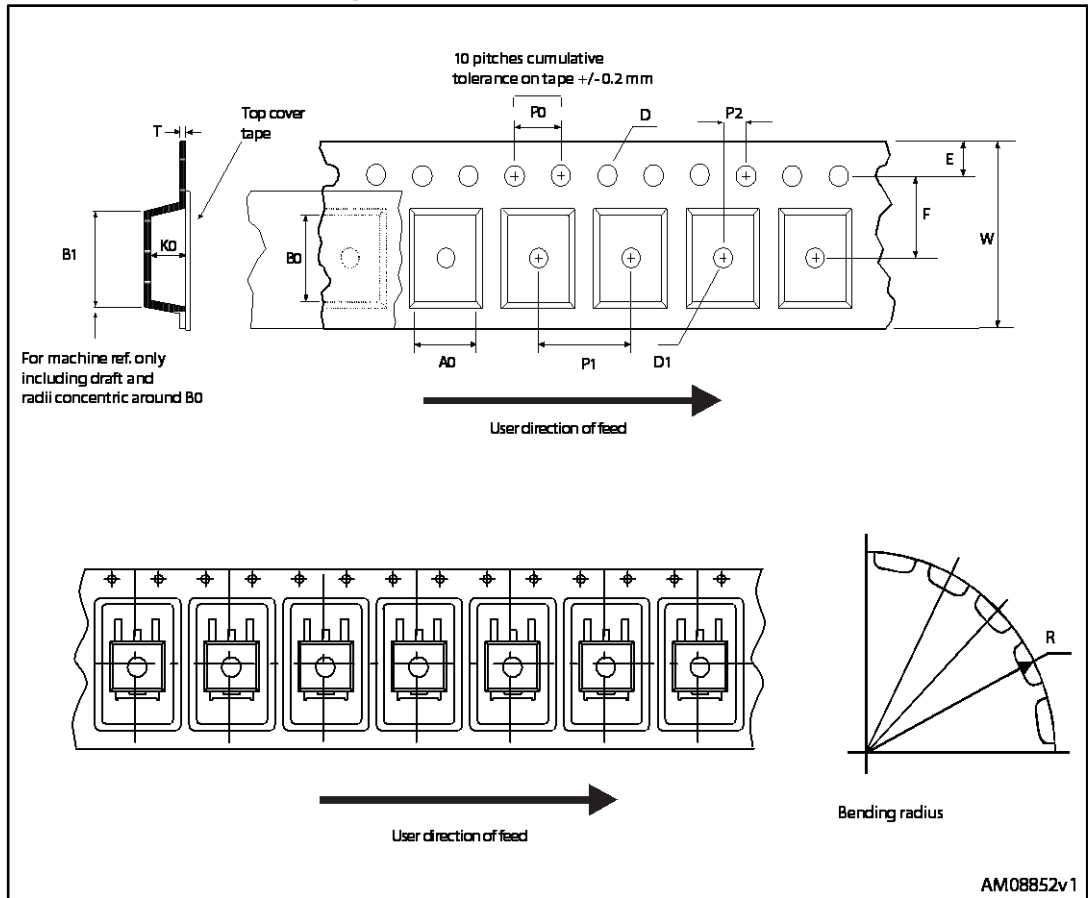 10 pitches cumulative
tolerance on tape +/- 0.2 mm
P0
D
P2
T
Top cover
tape
E
F
W
B1
K0
B0
For machine ref. only
including draft and
radii concentric around B0
A0
P1
D1
User direction of feed
R
Bending radius
User direction of feed
AM08852v1